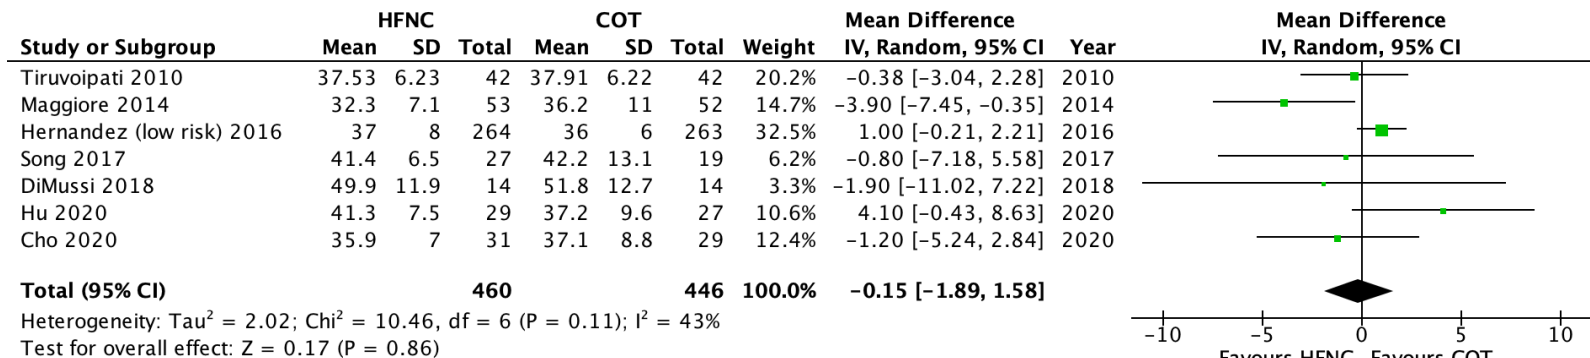 HFNC COT Mean Difference Mean Difference
Study or Subgroup Mean SD Total Mean SD Total Weight IV, Random, 95% CI Year IV, Random, 95% CI
Tiruvoipati 2010 37.53 6.23 42 37.91 6.22 42 20.2% −0.38 [−3.04, 2.28] 2010
Maggiore 2014 32.3 7.1 53 36.2 11 52 14.7% −3.90 [−7.45, −0.35] 2014
Hernandez (low risk) 2016 37 8 264 36 6 263 32.5% 1.00 [−0.21, 2.21] 2016
Song 2017 41.4 6.5 27 42.2 13.1 19 6.2% −0.80 [−7.18, 5.58] 2017
DiMussi 2018 49.9 11.9 14 51.8 12.7 14 3.3% −1.90 [−11.02, 7.22] 2018
Hu 2020 41.3 7.5 29 37.2 9.6 27 10.6% 4.10 [−0.43, 8.63] 2020
Cho 2020 35.9 7 31 37.1 8.8 29 12.4% −1.20 [−5.24, 2.84] 2020
Total (95% CI) 460 446 100.0% −0.15 [−1.89, 1.58]
Heterogeneity: Tau² = 2.02; Chi² = 10.46, df = 6 (P = 0.11); I² = 43%
Test for overall effect: Z = 0.17 (P = 0.86)
−10 −5 0 5 10
Favours HFNC Favours COT